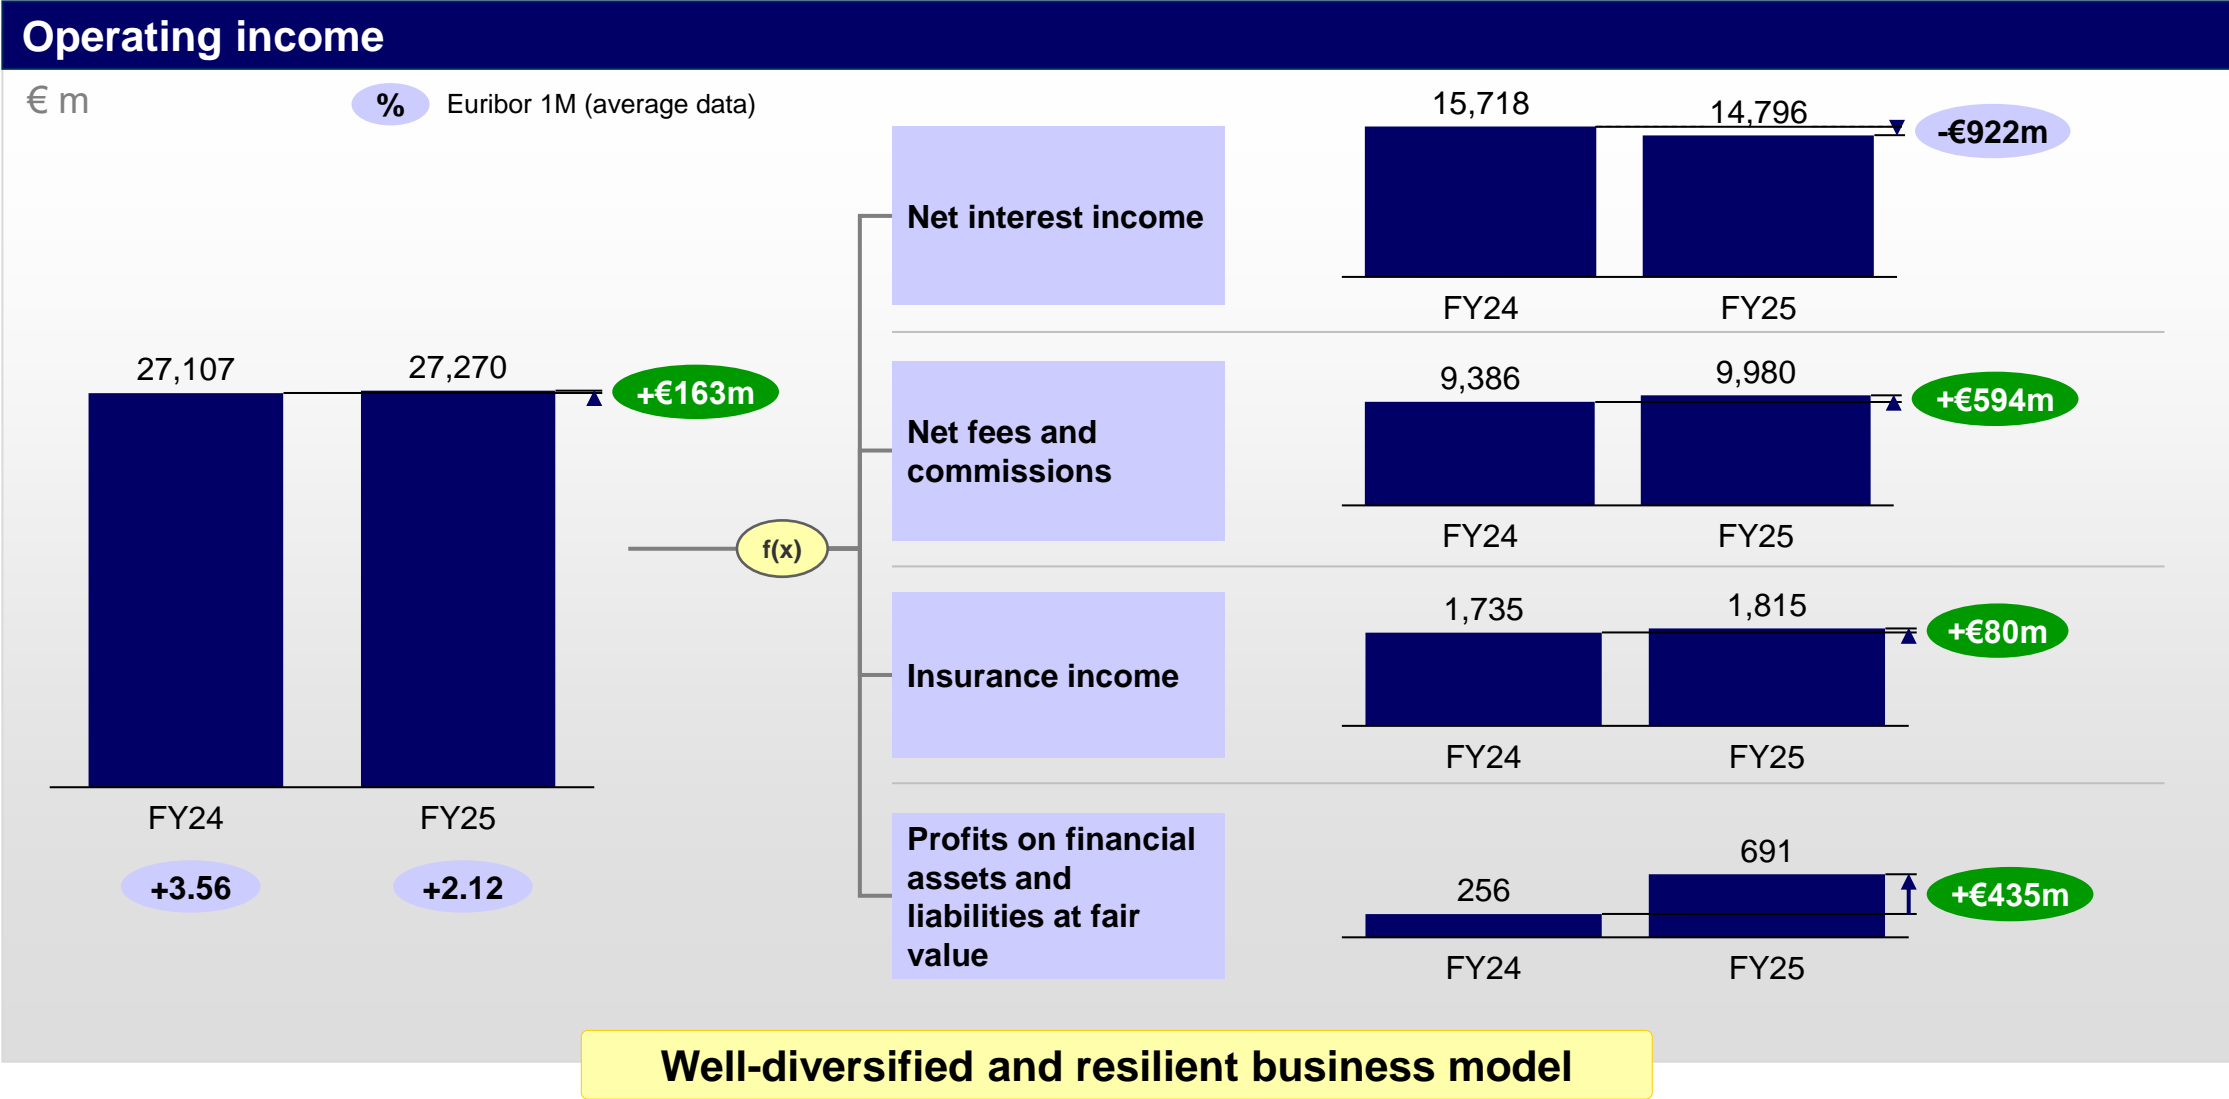 Operating income
€ m
% Euribor 1M (average data)
27,107
27,270
+€163m
FY24
FY25
+3.56
+2.12
f(x)
Net interest income
15,718
14,796
-€922m
FY24
FY25
Net fees and
commissions
9,386
9,980
+€594m
FY24
FY25
Insurance income
1,735
1,815
+€80m
FY24
FY25
Profits on financial
assets and
liabilities at fair
value
256
691
+€435m
FY24
FY25
Well-diversified and resilient business model